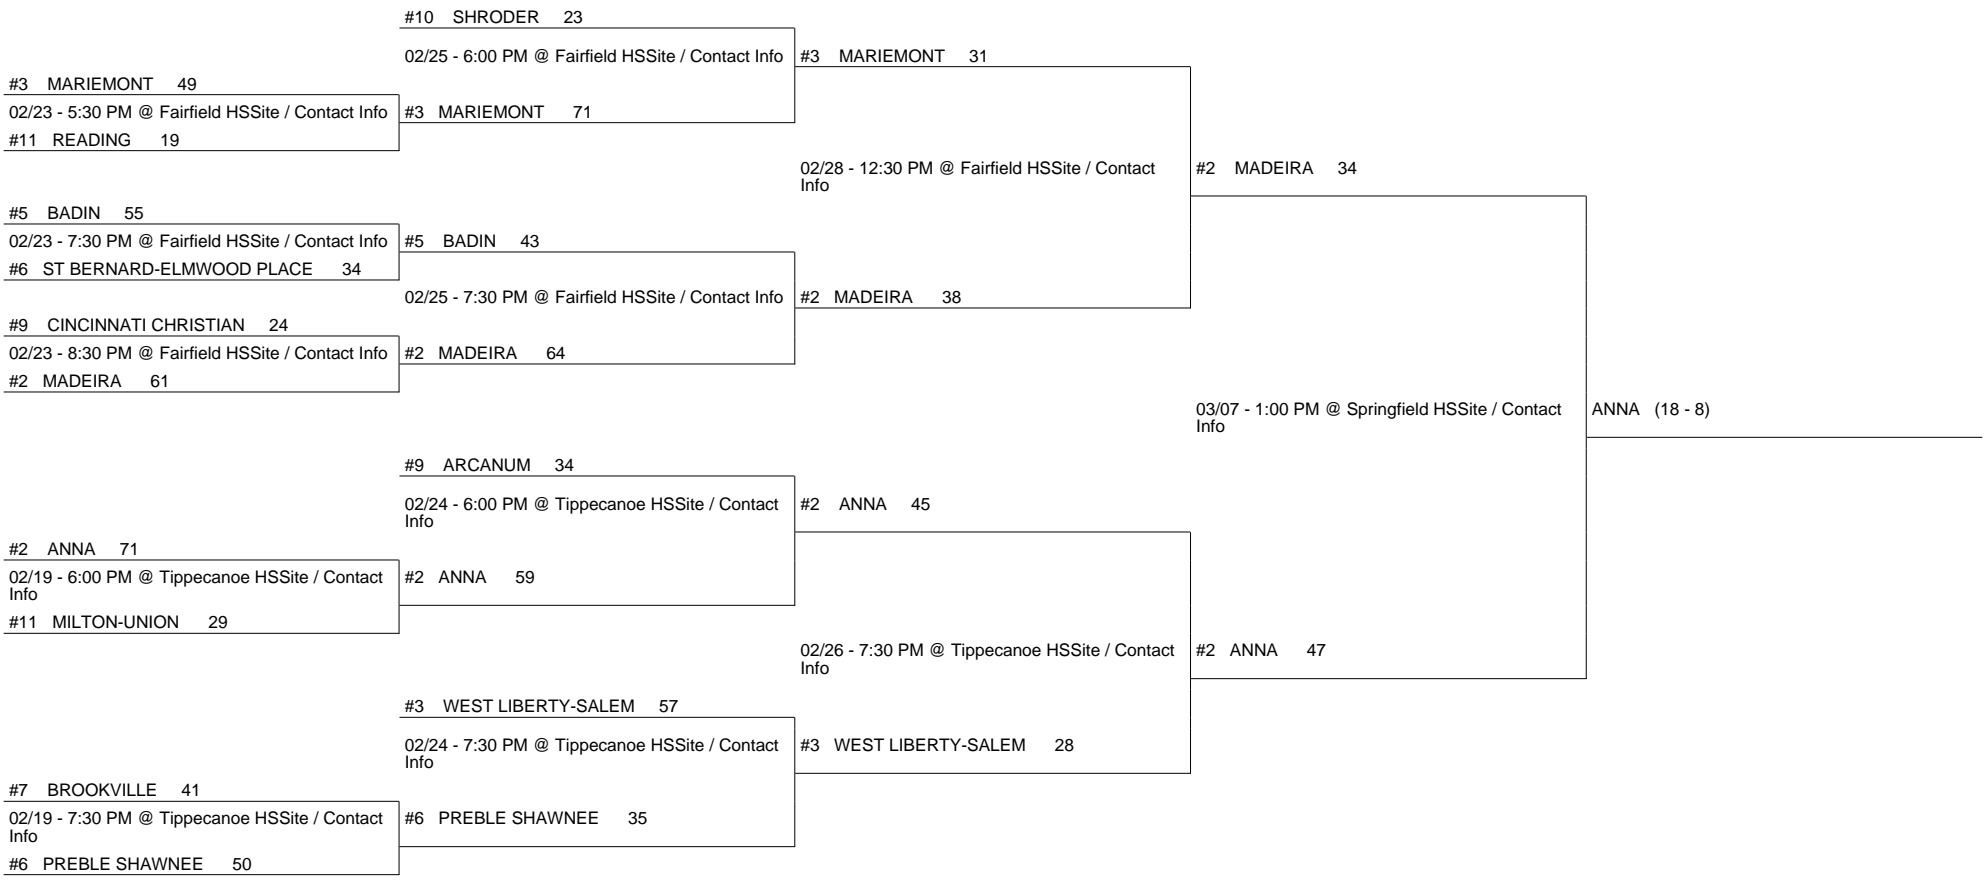 #10 SHRODER 23
02/25 - 6:00 PM @ Fairfield HSSite / Contact Info
#3 MARIEMONT 31
#3 MARIEMONT 49
02/23 - 5:30 PM @ Fairfield HSSite / Contact Info
#3 MARIEMONT 71
#11 READING 19
02/28 - 12:30 PM @ Fairfield HSSite / Contact
Info
#2 MADEIRA 34
#5 BADIN 55
02/23 - 7:30 PM @ Fairfield HSSite / Contact Info
#5 BADIN 43
#6 ST BERNARD-ELMWOOD PLACE 34
02/25 - 7:30 PM @ Fairfield HSSite / Contact Info
#2 MADEIRA 38
#9 CINCINNATI CHRISTIAN 24
02/23 - 8:30 PM @ Fairfield HSSite / Contact Info
#2 MADEIRA 64
#2 MADEIRA 61
03/07 - 1:00 PM @ Springfield HSSite / Contact
Info
ANNA (18 - 8)
#9 ARCANUM 34
02/24 - 6:00 PM @ Tippecanoe HSSite / Contact
Info
#2 ANNA 45
#2 ANNA 71
02/19 - 6:00 PM @ Tippecanoe HSSite / Contact
Info
#2 ANNA 59
#11 MILTON-UNION 29
02/26 - 7:30 PM @ Tippecanoe HSSite / Contact
Info
#2 ANNA 47
#3 WEST LIBERTY-SALEM 57
02/24 - 7:30 PM @ Tippecanoe HSSite / Contact
Info
#3 WEST LIBERTY-SALEM 28
#7 BROOKVILLE 41
02/19 - 7:30 PM @ Tippecanoe HSSite / Contact
Info
#6 PREBLE SHAWNEE 35
#6 PREBLE SHAWNEE 50